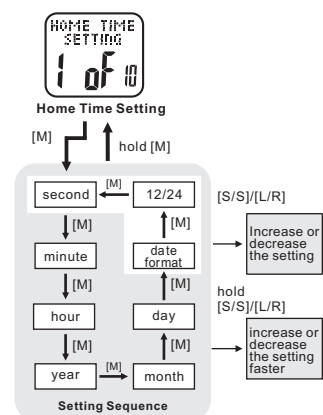 HOME TIME
SETTING
1 of 10
Home Time Setting
[M]
hold [M]
second
[M]
12/24
[S/S]/[L/R]
[M]
[M]
minute
date
format
Increase or
decrease
the setting
[M]
[M]
hold
[S/S]/[L/R]
hour
day
[M]
[M]
increase or
decrease
the setting
faster
year
[M]
month
Setting Sequence